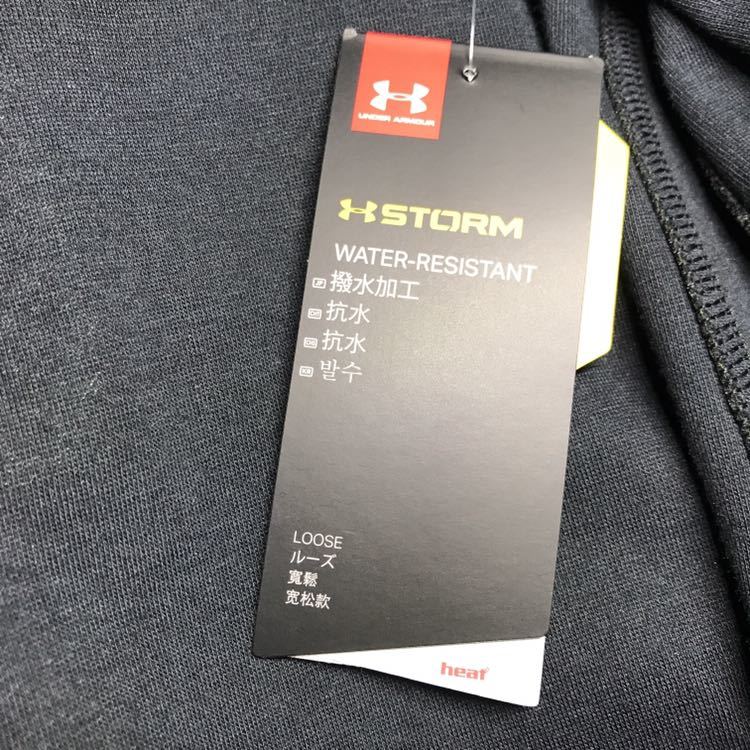 UNDER ARMOUR
STORM
WATER-RESISTANT
撥水加工
抗水
抗水
KR 발수
LOOSE
ルーズ
寬鬆
宽松款
heat